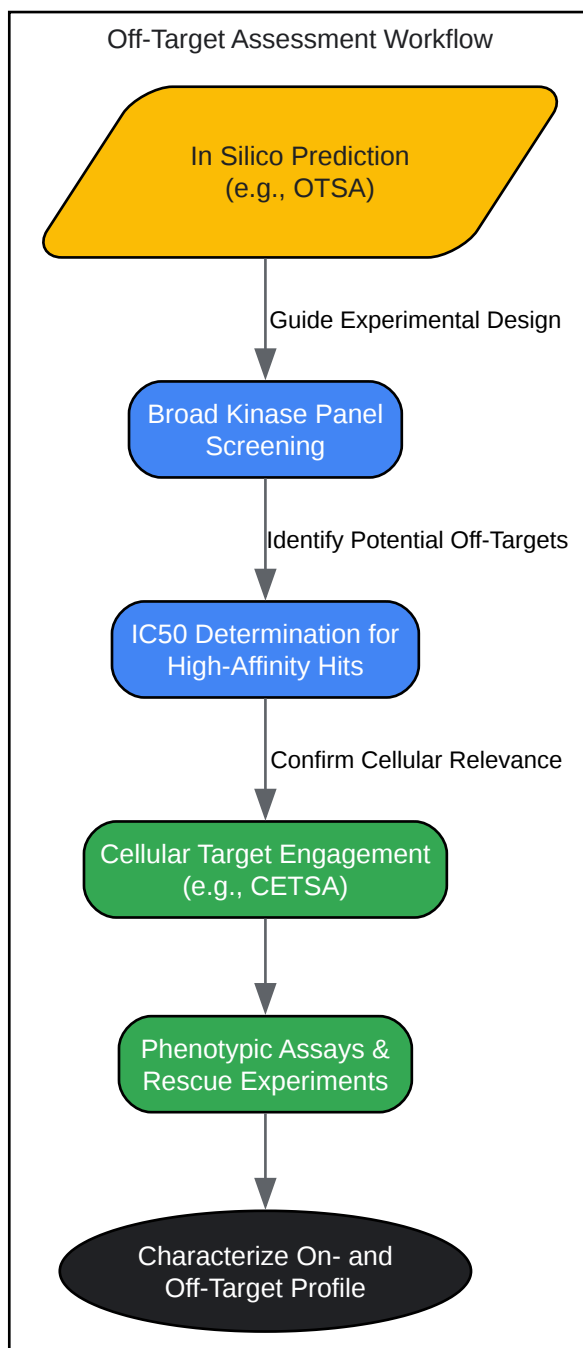 Off-Target Assessment Workflow
In Silico Prediction
(e.g., OTSA)
Guide Experimental Design
Broad Kinase Panel
Screening
Identify Potential Off-Targets
IC50 Determination for
High-Affinity Hits
Confirm Cellular Relevance
Cellular Target Engagement
(e.g., CETSA)
Phenotypic Assays &
Rescue Experiments
Characterize On- and
Off-Target Profile